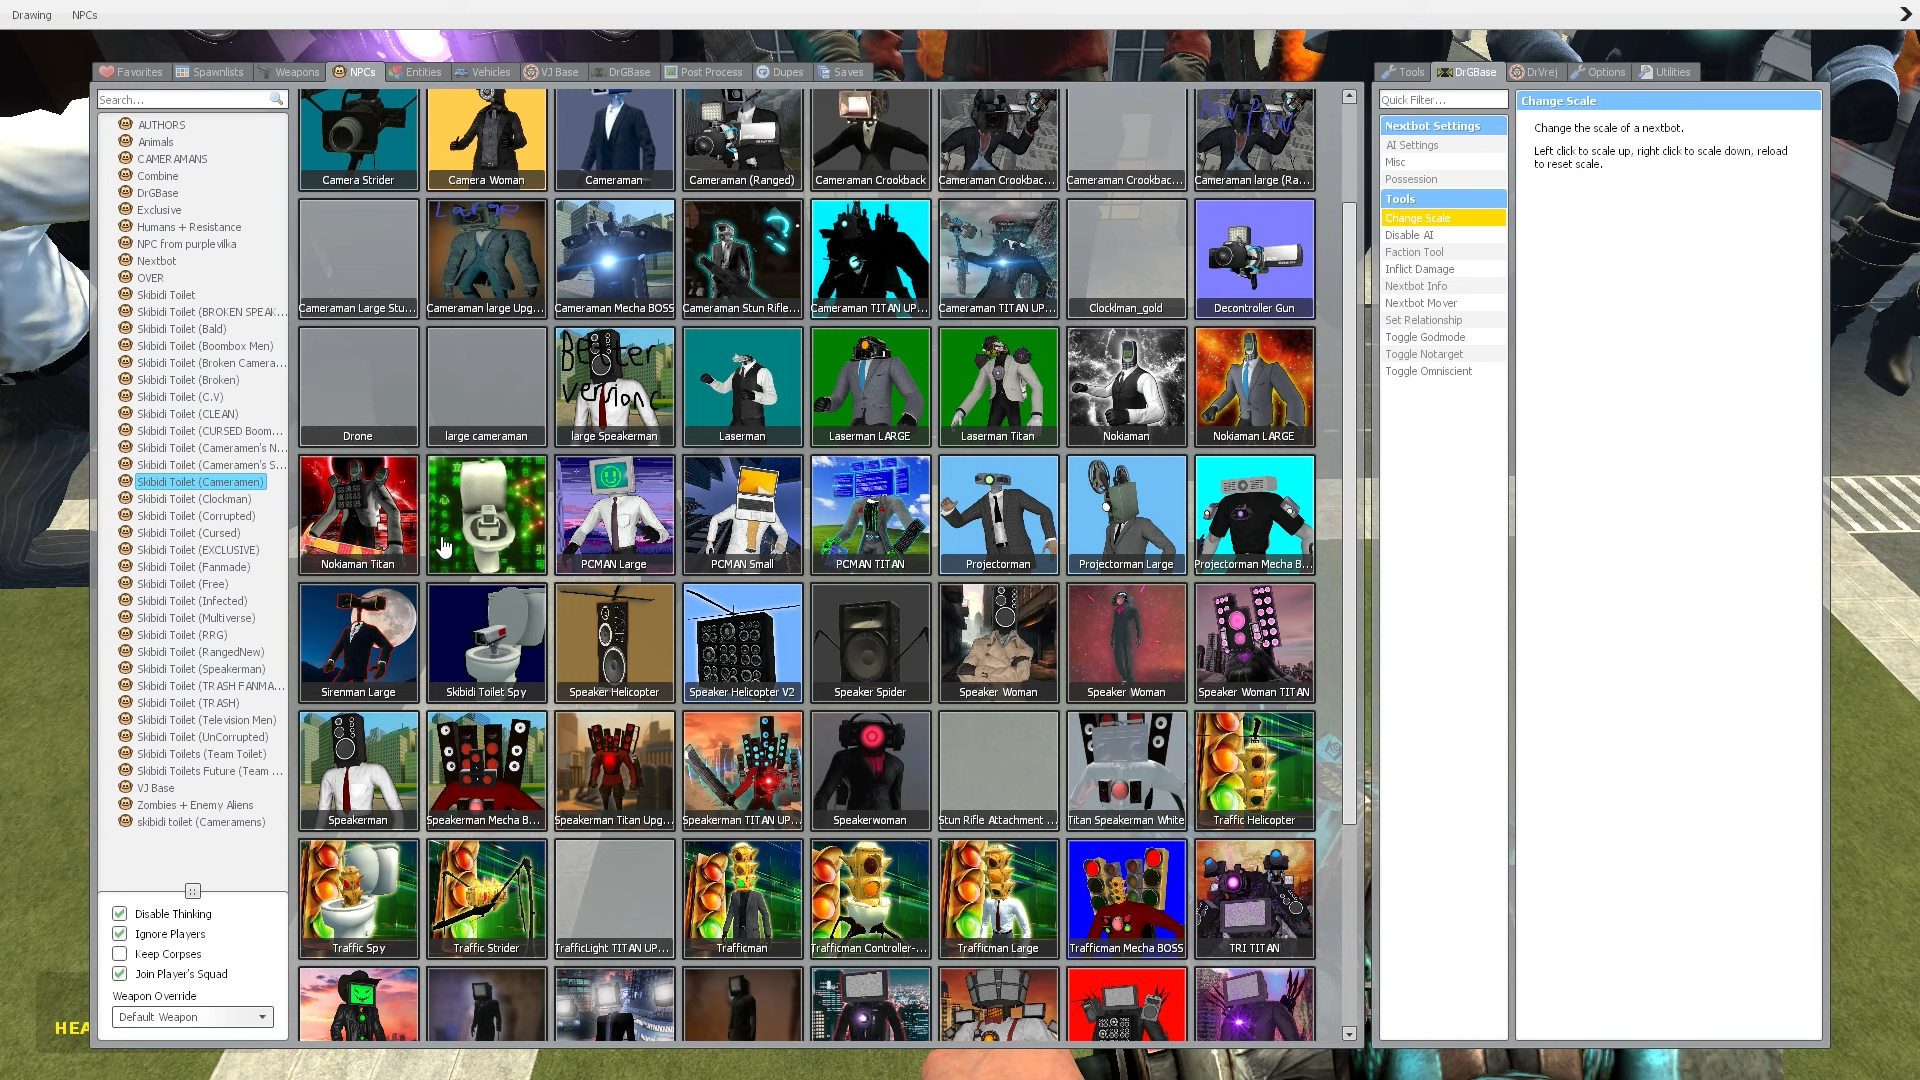 Drawing NPCs
Favorites Spawnlists Weapons NPCs Entities Vehicles VJ Base DrGBase Post Process Dupes Saves
Search...
AUTHORS
Animals
CAMERAMANS
Combine
DrGBase
Exclusive
Humans + Resistance
NPC from purplevilka
Nextbot
OVER
Skibidi Toilet
Skibidi Toilet (BROKEN SPEAK...
Skibidi Toilet (Bald)
Skibidi Toilet (Boombox Men)
Skibidi Toilet (Broken Camera...
Skibidi Toilet (Broken)
Skibidi Toilet (C.V)
Skibidi Toilet (CLEAN)
Skibidi Toilet (CURSED Boom...
Skibidi Toilet (Cameramen's N...
Skibidi Toilet (Cameramen's S...
Skibidi Toilet (Cameramen)
Skibidi Toilet (Clockman)
Skibidi Toilet (Corrupted)
Skibidi Toilet (Cursed)
Skibidi Toilet (EXCLUSIVE)
Skibidi Toilet (Fanmade)
Skibidi Toilet (Free)
Skibidi Toilet (Infected)
Skibidi Toilet (Multiverse)
Skibidi Toilet (RRG)
Skibidi Toilet (RangedNew)
Skibidi Toilet (Speakerman)
Skibidi Toilet (TRASH FANMA...
Skibidi Toilet (TRASH)
Skibidi Toilet (Television Men)
Skibidi Toilet (UnCorrupted)
Skibidi Toilets (Team Toilet)
Skibidi Toilets Future (Team ...
VJ Base
Zombies + Enemy Aliens
skibidi toilet (Cameramens)
Disable Thinking
Ignore Players
Keep Corpses
Join Player's Squad
Weapon Override
Default Weapon
HEA
Camera Strider Camera Woman Cameraman Cameraman (Ranged) Cameraman Crookback Cameraman Crookbac... Cameraman Crookbac... Cameraman large (Ra...
Large
Cameraman Large Stu... Cameraman large Upg... Cameraman Mecha BOSS Cameraman Stun Rifle... Cameraman TITAN UP... Cameraman TITAN UP... Clocklman_gold Decontroller Gun
Better
version
Drone large cameraman large Speakerman Laserman Laserman LARGE Laserman Titan Nokiaman Nokiaman LARGE
Nokiaman Titan PCMAN Large PCMAN Small PCMAN TITAN Projectorman Projectorman Large Projectorman Mecha B...
Sirenman Large Skibidi Toilet Spy Speaker Helicopter Speaker Helicopter V2 Speaker Spider Speaker Woman Speaker Woman Speaker Woman TITAN
Speakerman Speakerman Mecha B... Speakerman Titan Upg... Speakerman TITAN UP... Speakerwoman Stun Rifle Attachment ... Titan Speakerman White Traffic Helicopter
Traffic Spy Traffic Strider TrafficLight TITAN UP... Trafficman Trafficman Controller-... Trafficman Large Trafficman Mecha BOSS TRI TITAN
Tools DrGBase DrVrej Options Utilities
Quick Filter...
Nextbot Settings
AI Settings
Misc
Possession
Tools
Change Scale
Disable AI
Faction Tool
Inflict Damage
Nextbot Info
Nextbot Mover
Set Relationship
Toggle Godmode
Toggle Notarget
Toggle Omniscient
Change Scale
Change the scale of a nextbot.
Left click to scale up, right click to scale down, reload
to reset scale.